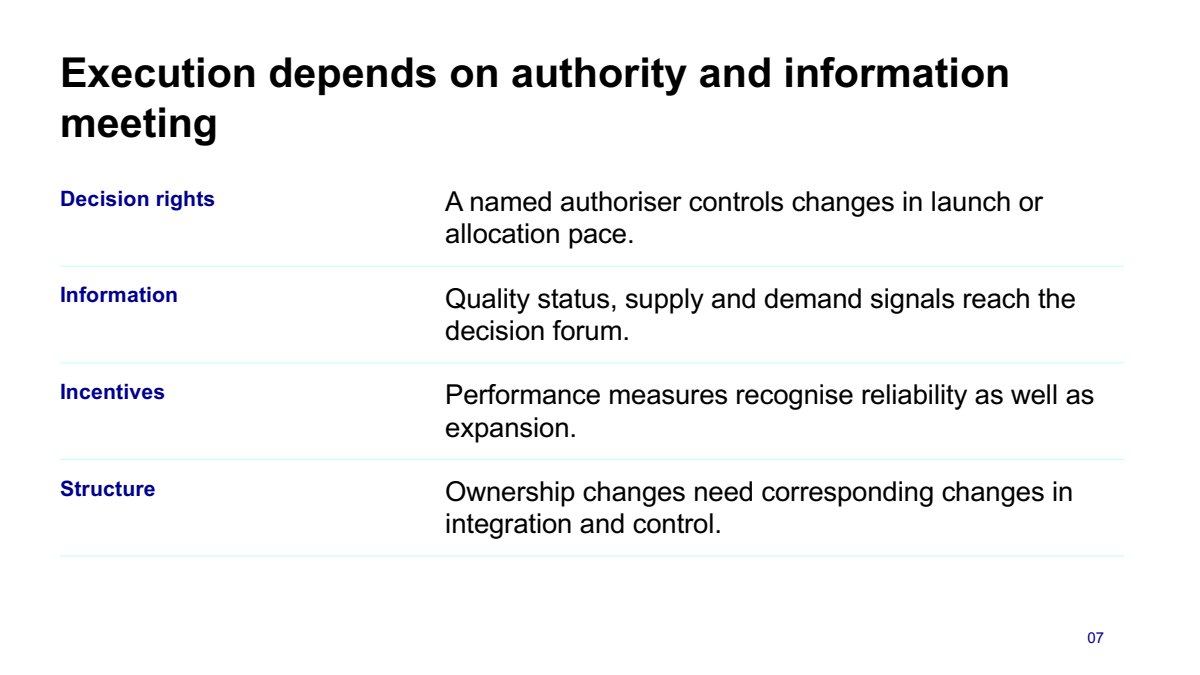 Execution depends on authority and information
meeting
Decision rights
A named authoriser controls changes in launch or
allocation pace.
Information
Quality status, supply and demand signals reach the
decision forum.
Incentives
Performance measures recognise reliability as well as
expansion.
Structure
Ownership changes need corresponding changes in
integration and control.
07